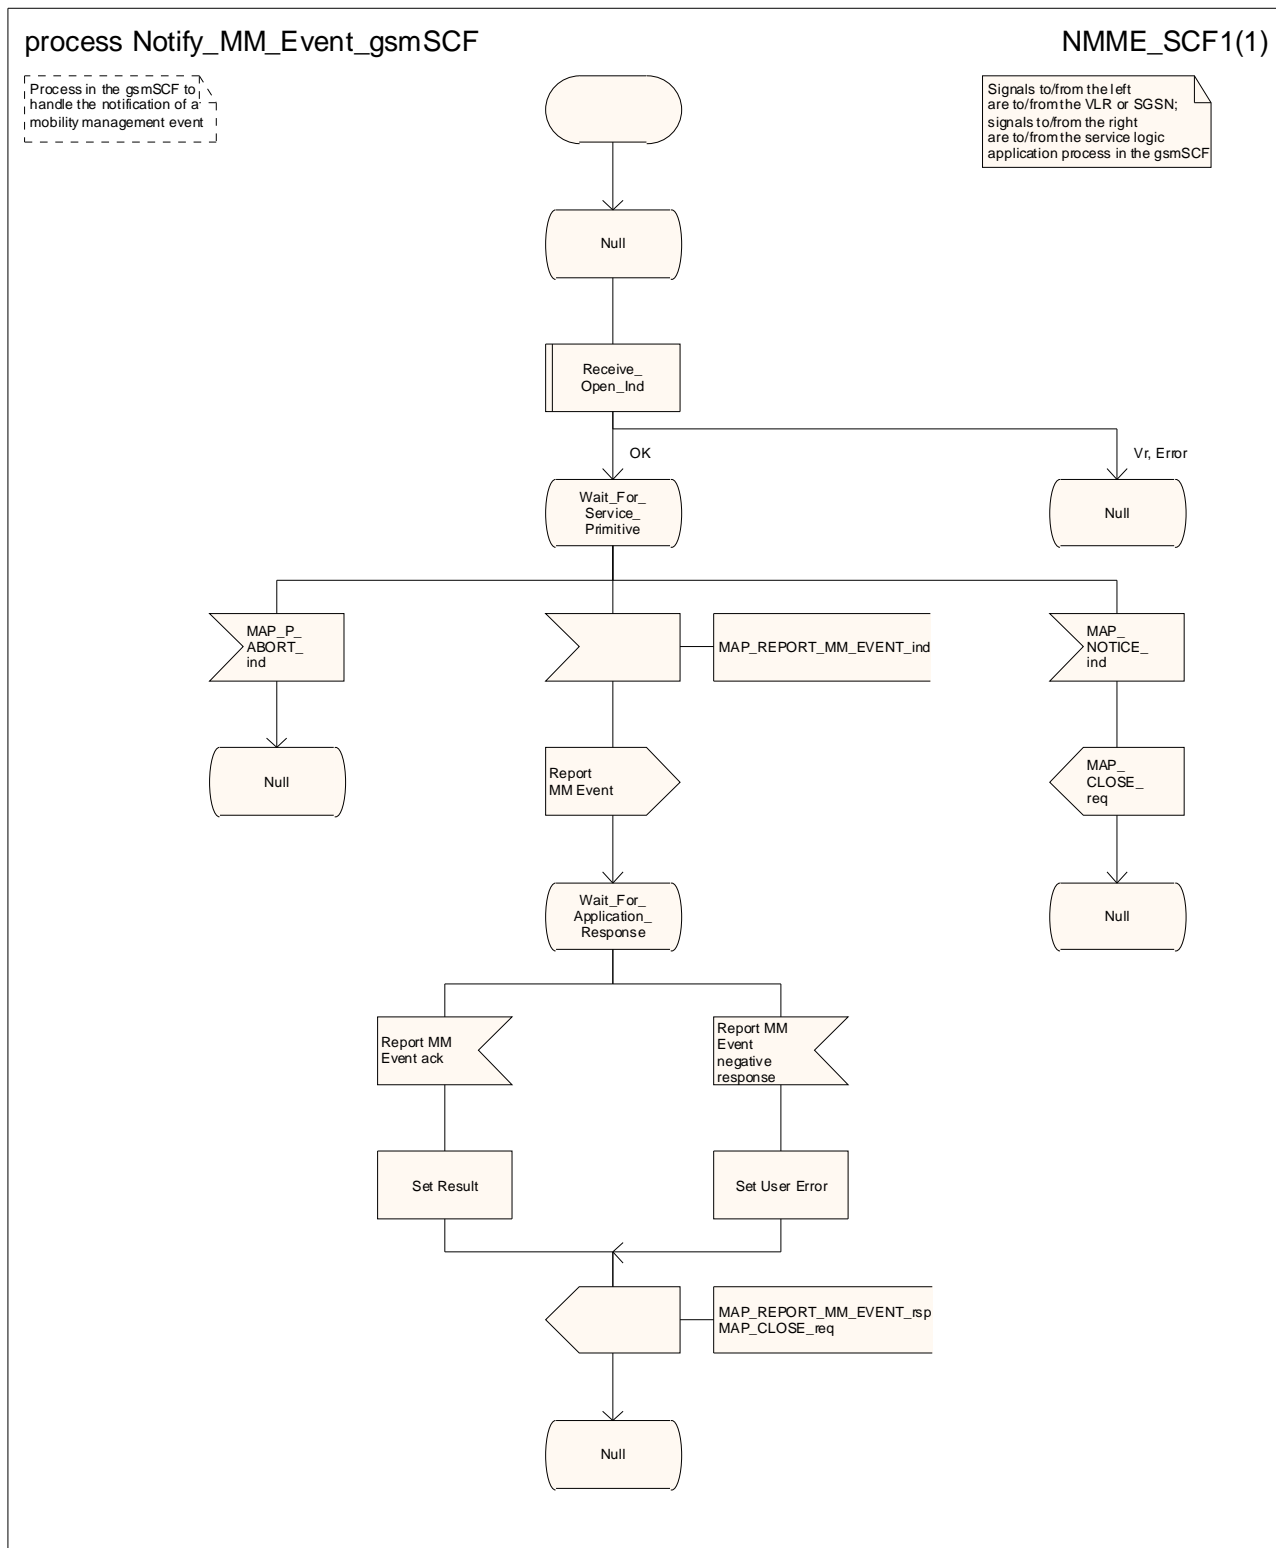 process Notify_MM_Event_gsmSCF
NMME_SCF1(1)
Process in the gsmSCF to
handle the notification of a
mobility management event
Signals to/from the left
are to/from the VLR or SGSN;
signals to/from the right
are to/from the service logic
application process in the gsmSCF
Null
Receive_
Open_Ind
OK
Vr, Error
Wait_For_
Service_
Primitive
Null
MAP_P_
ABORT_
ind
MAP_REPORT_MM_EVENT_ind
MAP_
NOTICE_
ind
Null
Report
MM Event
MAP_
CLOSE_
req
Wait_For_
Application_
Response
Null
Report MM
Event ack
Report MM
Event
negative
response
Set Result
Set User Error
MAP_REPORT_MM_EVENT_rsp
MAP_CLOSE_req
Null